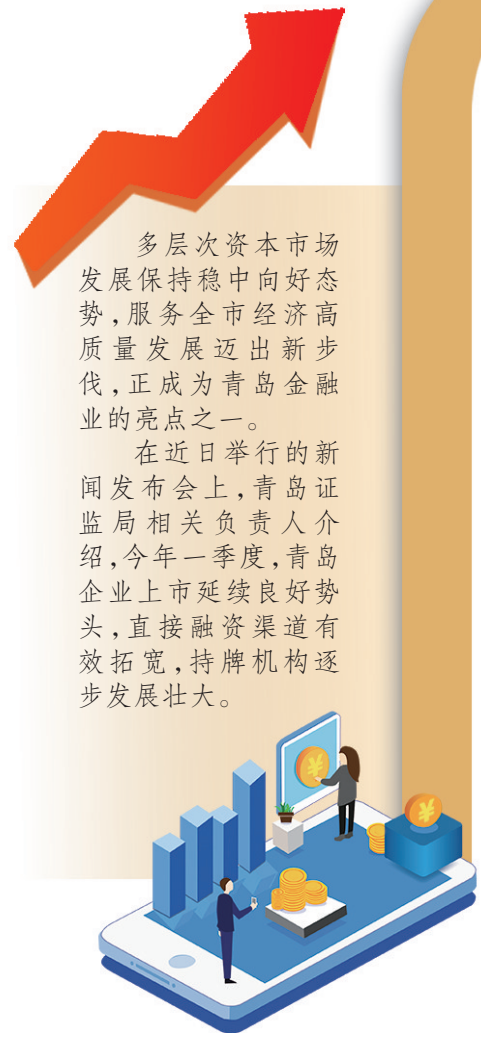 多层次资本市场
发展保持稳中向好态
势,服务全市经济高
质量发展迈出新步
伐,正成为青岛金融
业的亮点之一。
在近日举行的新
闻发布会上,青岛证
监局相关负责人介
绍,今年一季度,青岛
企业上市延续良好势
头,直接融资渠道有
效拓宽,持牌机构逐
步发展壮大。
¥
¥